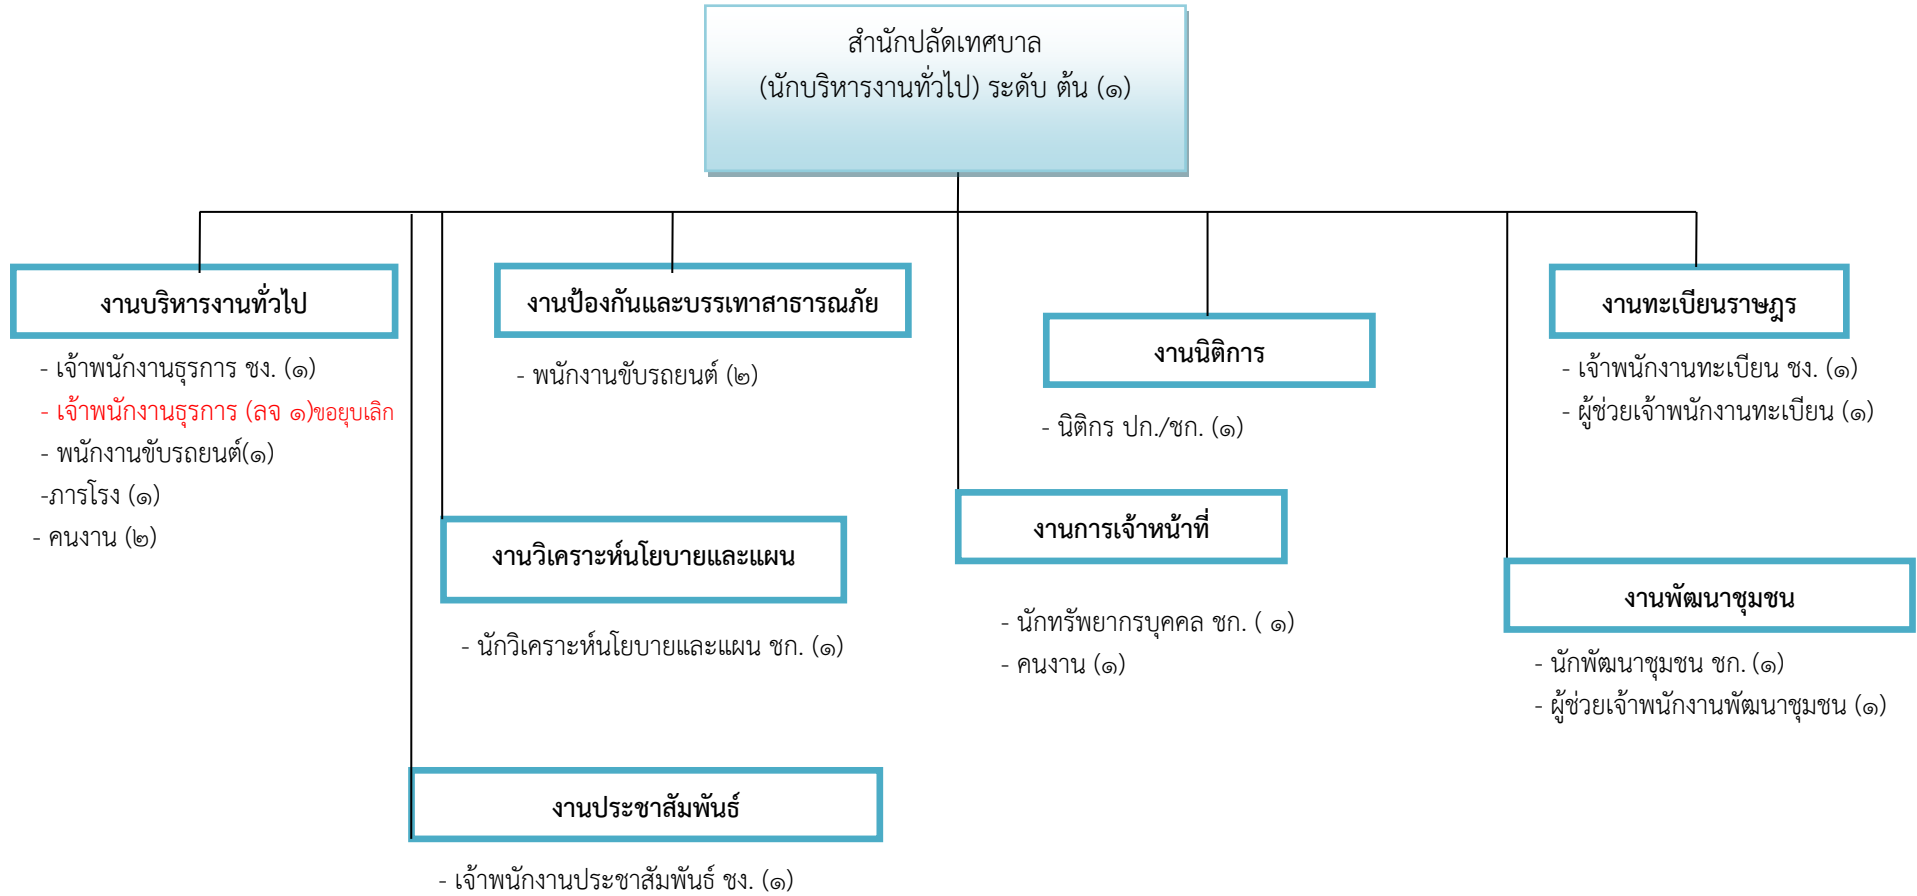 สำนักปลัดเทศบาล
(นักบริหารงานทั่วไป) ระดับ ต้น (๑)
งานบริหารงานทั่วไป
- เจ้าพนักงานธุรการ ชง. (๑)
- เจ้าพนักงานธุรการ (ลจ ๑)ขอยุบเลิก
- พนักงานขับรถยนต์(๑)
-ภารโรง (๑)
- คนงาน (๒)
งานป้องกันและบรรเทาสาธารณภัย
- พนักงานขับรถยนต์ (๒)
งานนิติการ
- นิติกร ปก./ชก. (๑)
งานทะเบียนราษฎร
- เจ้าพนักงานทะเบียน ชง. (๑)
- ผู้ช่วยเจ้าพนักงานทะเบียน (๑)
งานวิเคราะห์นโยบายและแผน
- นักวิเคราะห์นโยบายและแผน ชก. (๑)
งานการเจ้าหน้าที่
- นักทรัพยากรบุคคล ชก. ( ๑)
- คนงาน (๑)
งานพัฒนาชุมชน
- นักพัฒนาชุมชน ชก. (๑)
- ผู้ช่วยเจ้าพนักงานพัฒนาชุมชน (๑)
งานประชาสัมพันธ์
- เจ้าพนักงานประชาสัมพันธ์ ชง. (๑)